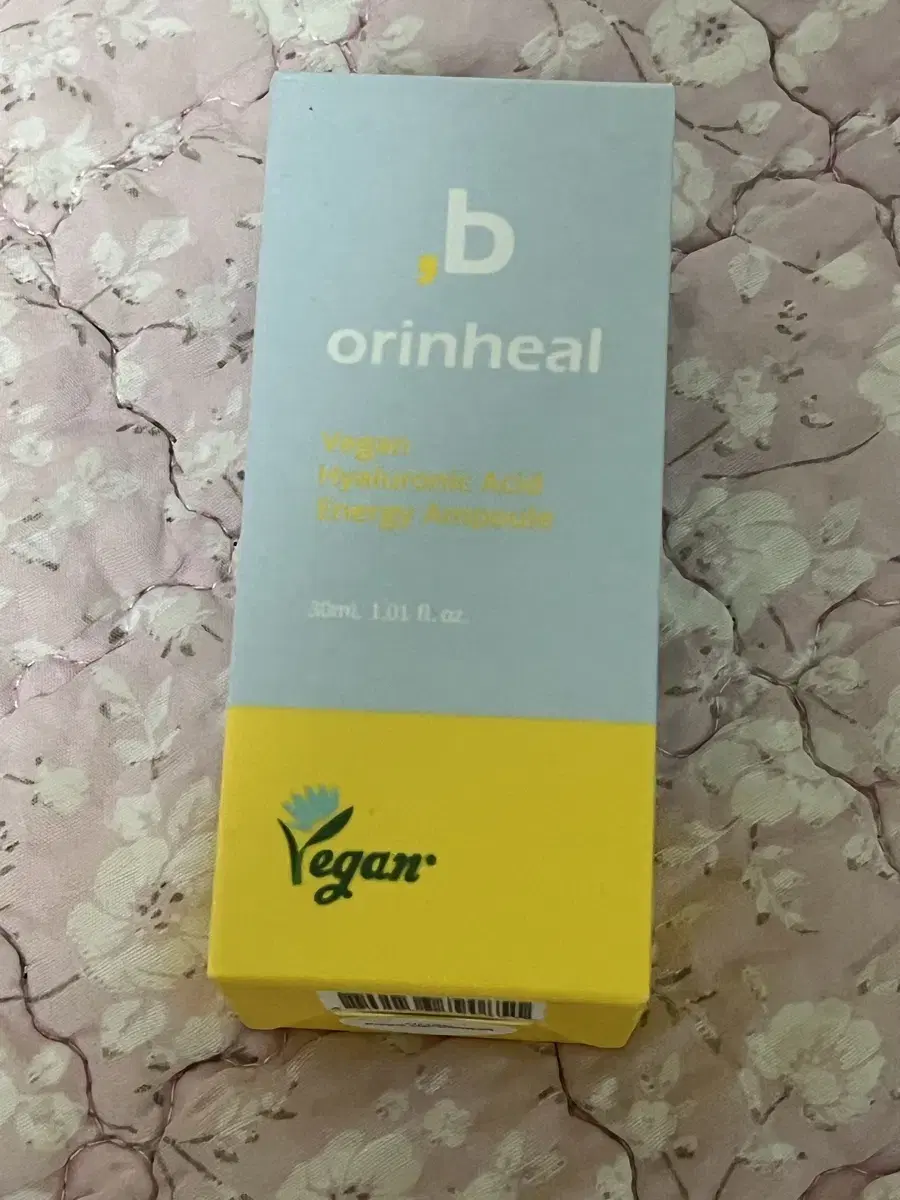 ,b
orinheal
Vegan
Hyaluronic Acid
Energy Ampoule
30mL 1.01 fl. oz.
Vegan